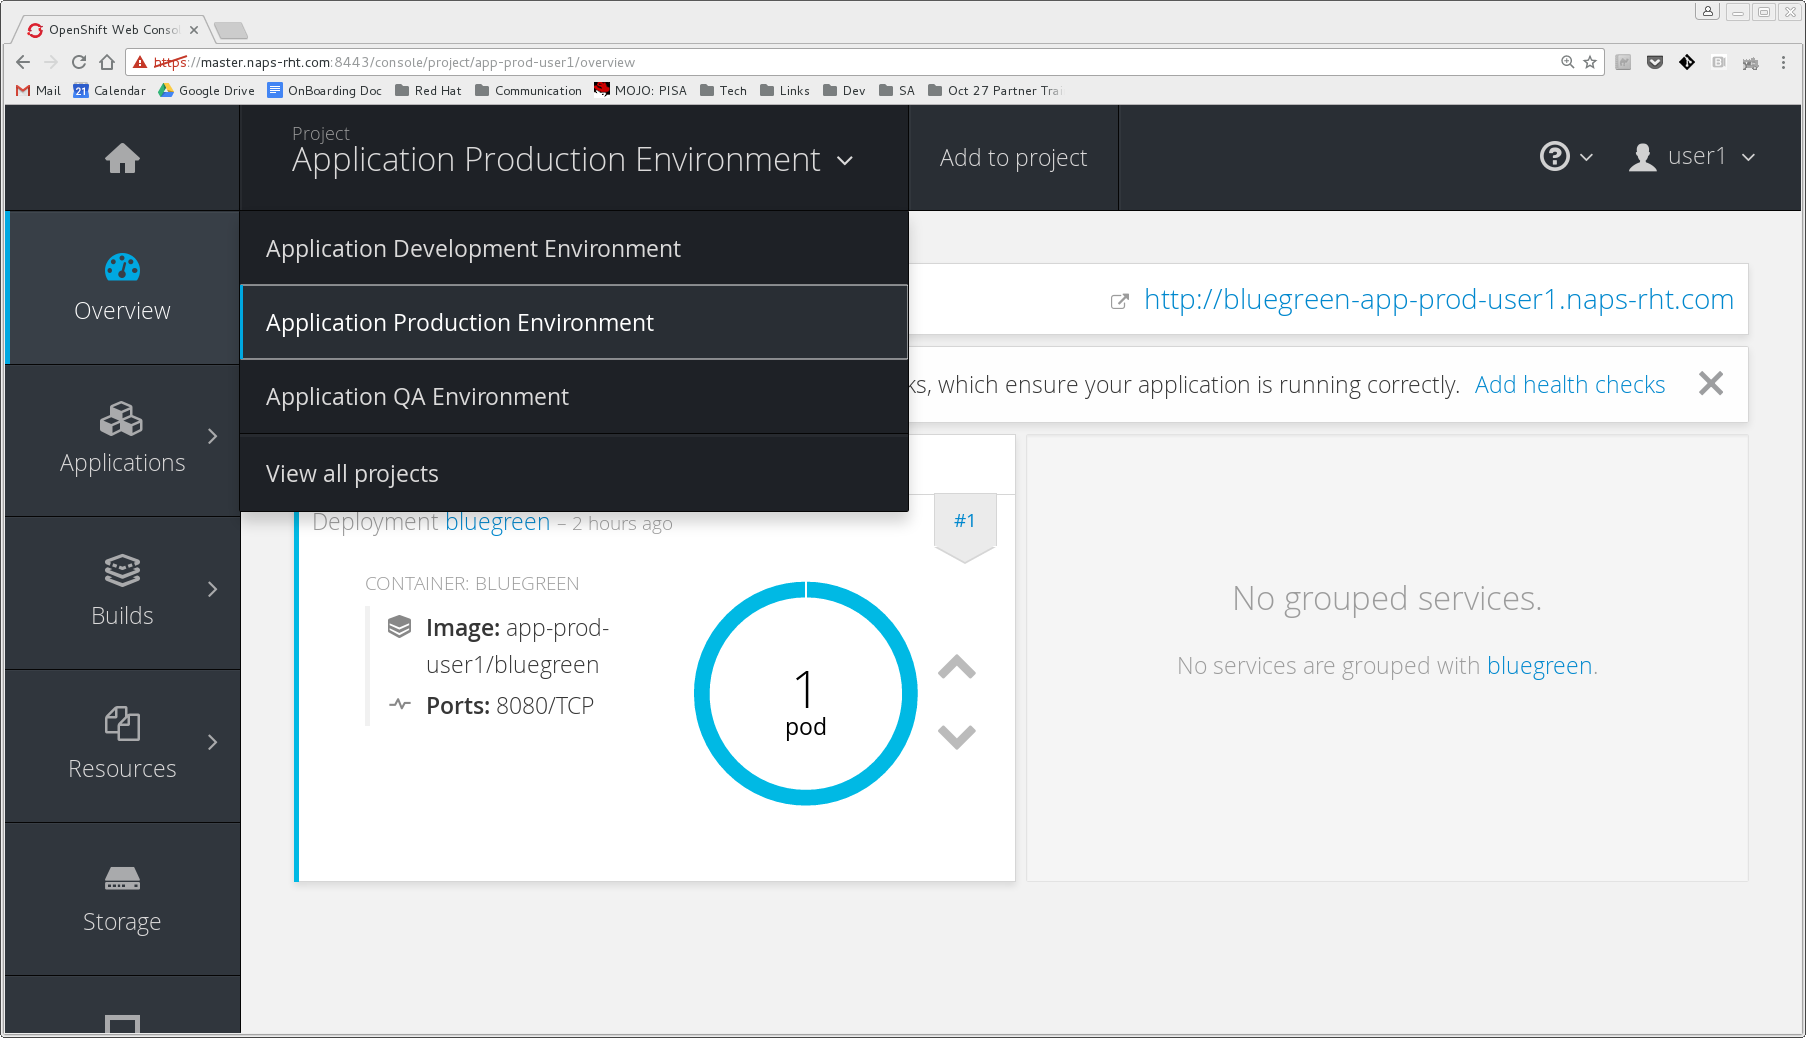 OpenShift Web Conso
https://master.naps-rht.com:8443/console/project/app-prod-user1/overview
Mail 21 Calendar Google Drive OnBoarding Doc Red Hat Communication MOJO: PISA Tech Links Dev SA Oct 27 Partner Trai
Project
Application Production Environment
Add to project
user1
Application Development Environment
Application Production Environment
Application QA Environment
View all projects
Overview
Applications
Builds
Resources
Storage
http://bluegreen-app-prod-user1.naps-rht.com
ks, which ensure your application is running correctly. Add health checks
Deployment bluegreen – 2 hours ago
#1
CONTAINER: BLUEGREEN
Image: app-prod-
user1/bluegreen
Ports: 8080/TCP
1
pod
No grouped services.
No services are grouped with bluegreen.